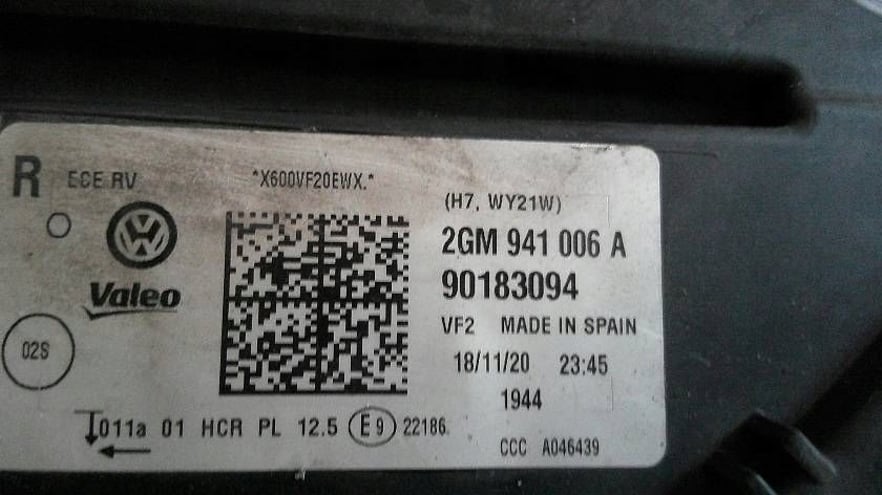 R ECE RV *X600VF20EWX.*
(H7, WY21W)
2GM 941 006 A
Valeo
90183094
VF2 MADE IN SPAIN
02S
18/11/20 23:45
1944
011a 01 HCR PL 12.5 E9 22186
CCC A046439